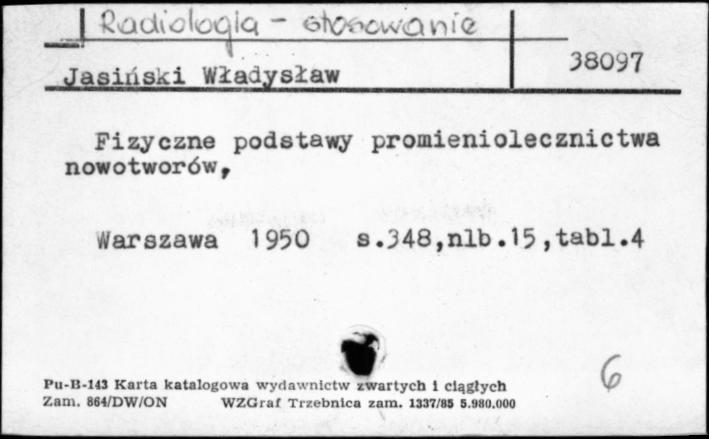 Radiologia - stosowanie
38097
Jasiński Władysław
Fizyczne podstawy promieniolecznictwa
nowotworów,
Warszawa 1950 s.348,nlb.15,tabl.4
6
Pu-B-143 Karta katalogowa wydawnictw zwartych i ciągłych
Zam. 864/DW/ON WZGraf Trzebnica zam. 1337/85 5.980.000